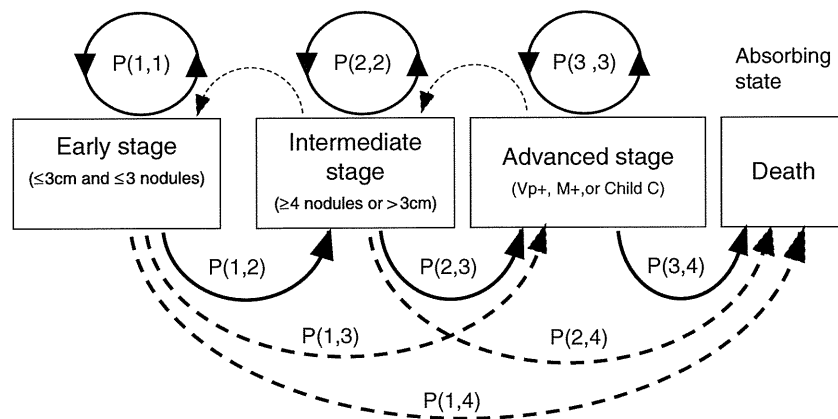 P(1,1)
P(2,2)
P(3 ,3)
Absorbing
state
Early stage
(≤3cm and ≤3 nodules)
Intermediate
stage
(≥4 nodules or >3cm)
Advanced stage
(Vp+, M+,or Child C)
Death
P(1,2)
P(2,3)
P(3,4)
P(1,3)
P(2,4)
P(1,4)